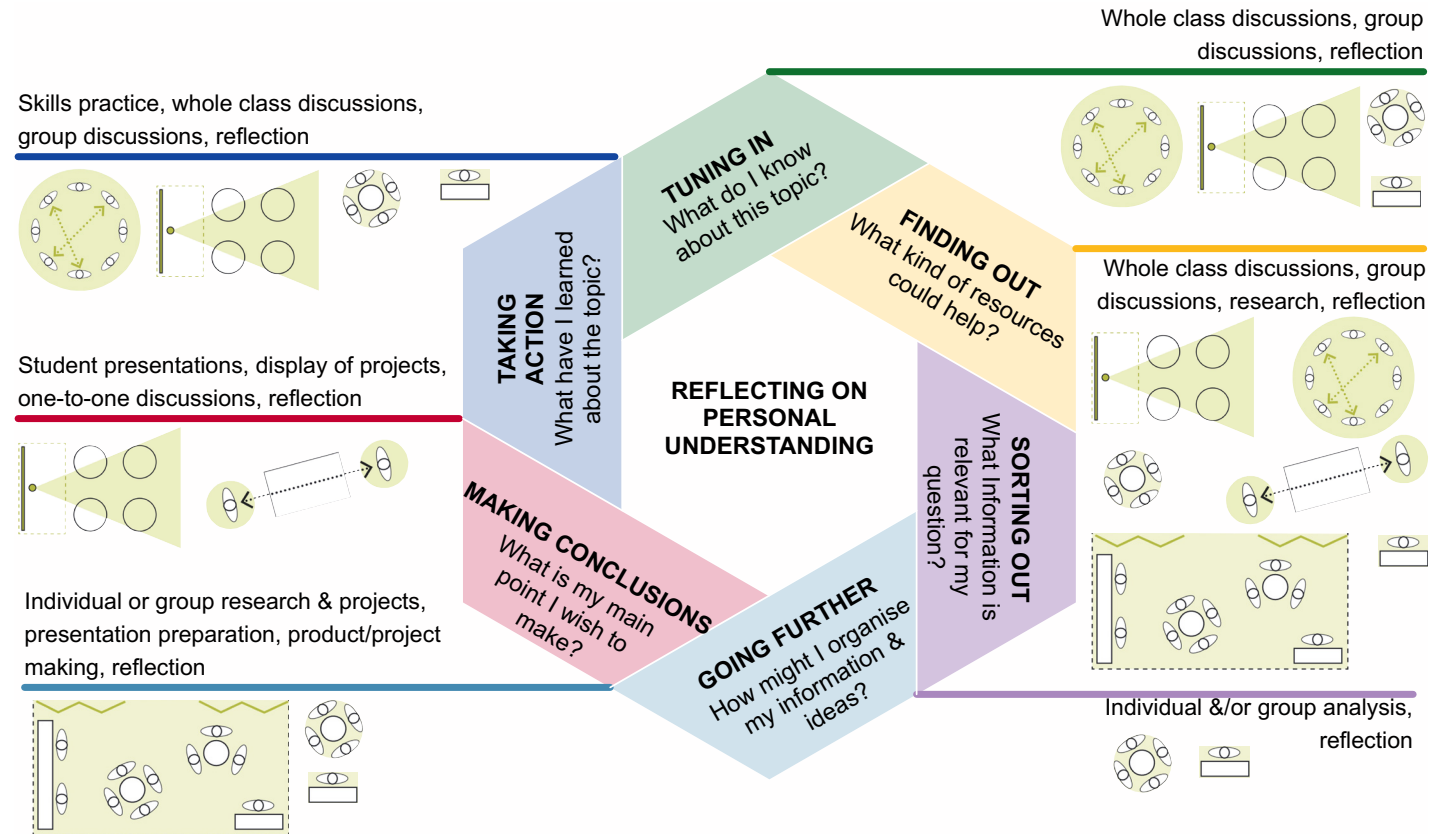 Whole class discussions, group
discussions, reflection
Skills practice, whole class discussions,
group discussions, reflection
TUNING IN
What do I know
about this topic?
FINDING OUT
What kind of resources
could help?
Whole class discussions, group
discussions, research, reflection
TAKING
ACTION
What have I learned
about the topic?
Student presentations, display of projects,
one-to-one discussions, reflection
REFLECTING ON
PERSONAL
UNDERSTANDING
SORTING OUT
What Information is
relevant for my
question?
MAKING CONCLUSIONS
What is my main
point I wish to
make?
GOING FURTHER
How might I organise
my information &
ideas?
Individual or group research & projects,
presentation preparation, product/project
making, reflection
Individual &/or group analysis,
reflection